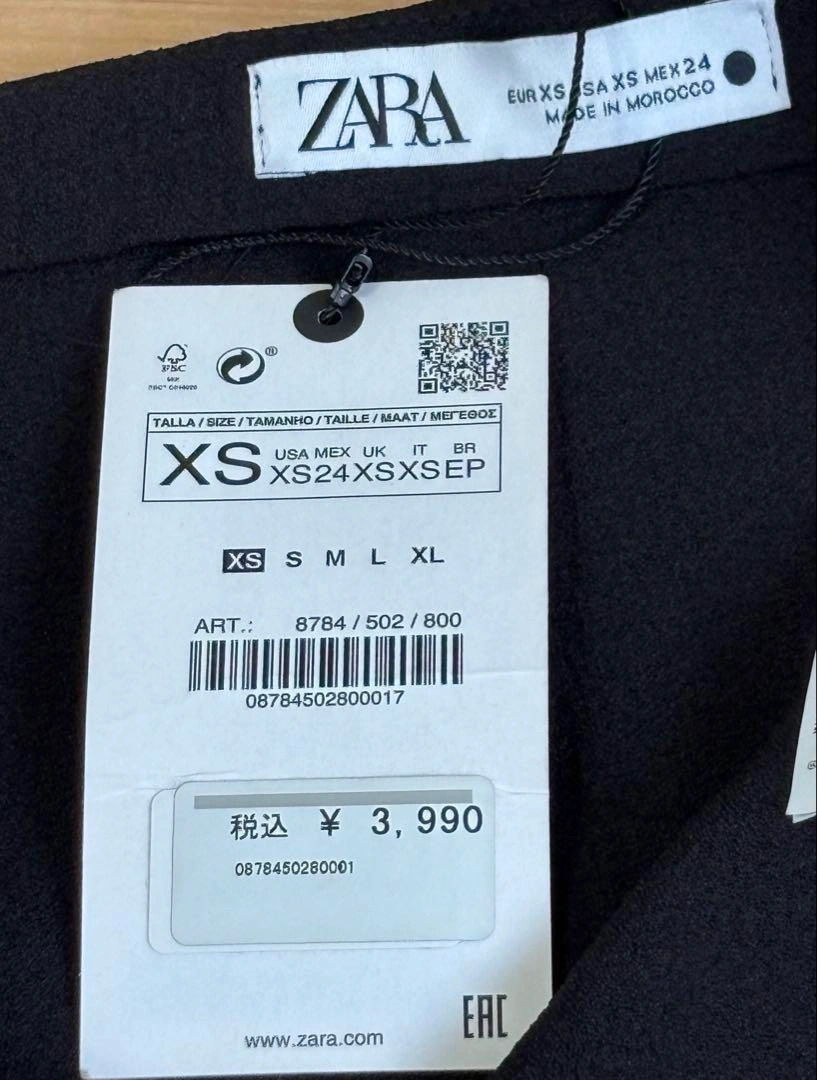 ZARA
EUR XS USA XS MEX 24
MADE IN MOROCCO
FSC
TALLA / SIZE / TAMANHO / TAILLE / MAAT / ΜΕΓΕΘΟΣ
XS
USA MEX UK IT BR
XS 24 XS XS EP
XS S M L XL
ART.: 8784 / 502 / 800
08784502800017
税込 ¥ 3,990
0878450280001
EAC
www.zara.com